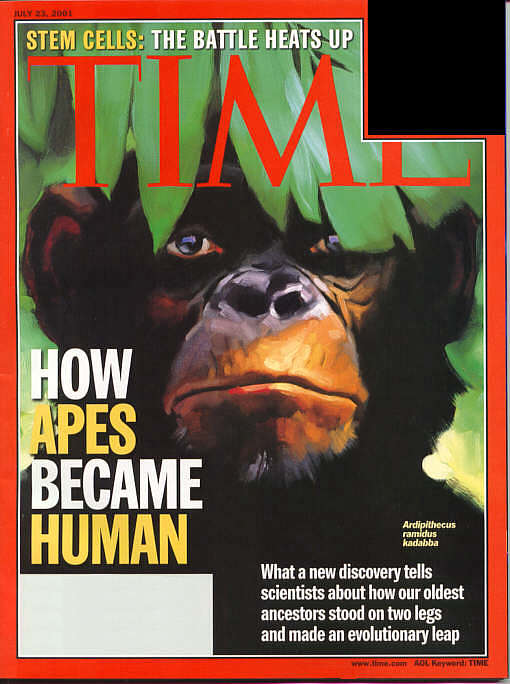 JULY 23, 2001
STEM CELLS: THE BATTLE HEATS UP
TIME
HOW
APES
BECAME
HUMAN
Ardipithecus
ramidus
kadabba
What a new discovery tells
scientists about how our oldest
ancestors stood on two legs
and made an evolutionary leap
www.time.com AOL Keyword: TIME